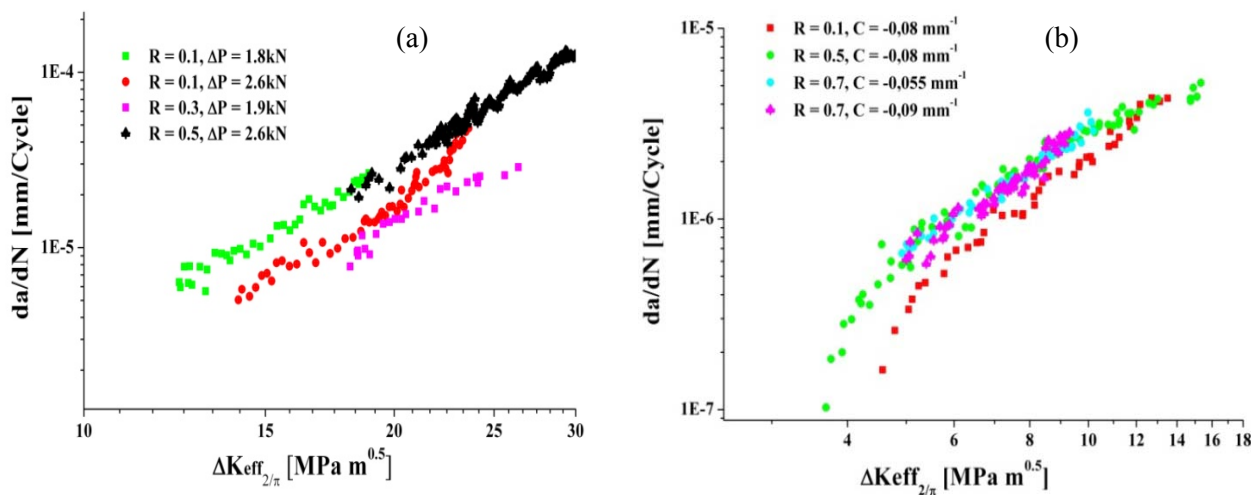 (a)
R = 0.1, ΔP = 1.8kN
R = 0.1, ΔP = 2.6kN
R = 0.3, ΔP = 1.9kN
R = 0.5, ΔP = 2.6kN
1E-4
1E-5
da/dN [mm/Cycle]
10
15
20
25
30
ΔKeff2/π [MPa m^0.5]
(b)
R = 0.1, C = -0,08 mm^-1
R = 0.5, C = -0,08 mm^-1
R = 0.7, C = -0,055 mm^-1
R = 0.7, C = -0,09 mm^-1
1E-5
1E-6
1E-7
da/dN [mm/Cycle]
4
6
8
10
12
14
16
18
ΔKeff2/π [MPa m^0.5]